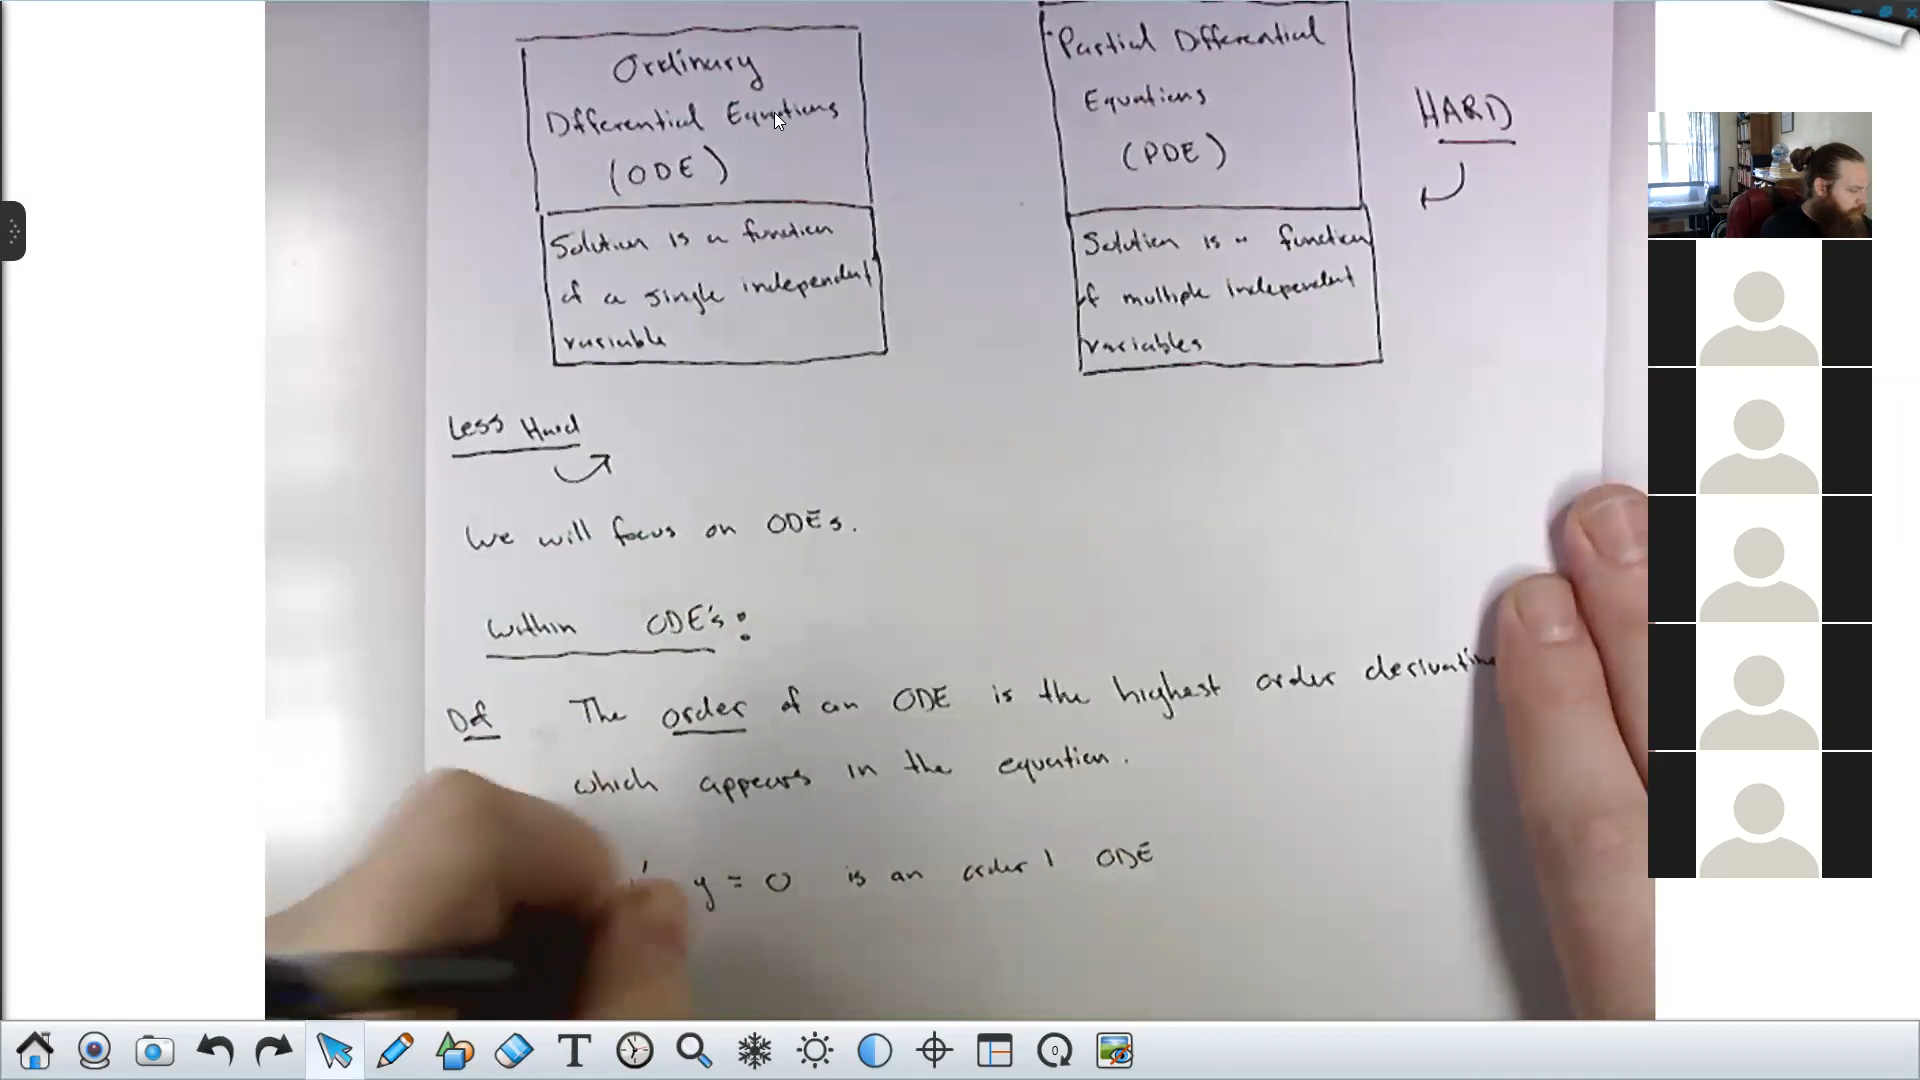 Ordinary
Differential Equations
(ODE)
Solution is a function
of a single independent
variable
Partial Differential
Equations
(PDE)
Solution is a function
of multiple independent
variables
HARD
Less Hard
We will focus on ODEs.
Within ODE's:
Def The order of an ODE is the highest order derivative
which appears in the equation.
y = 0 is an order 1 ODE
T
0